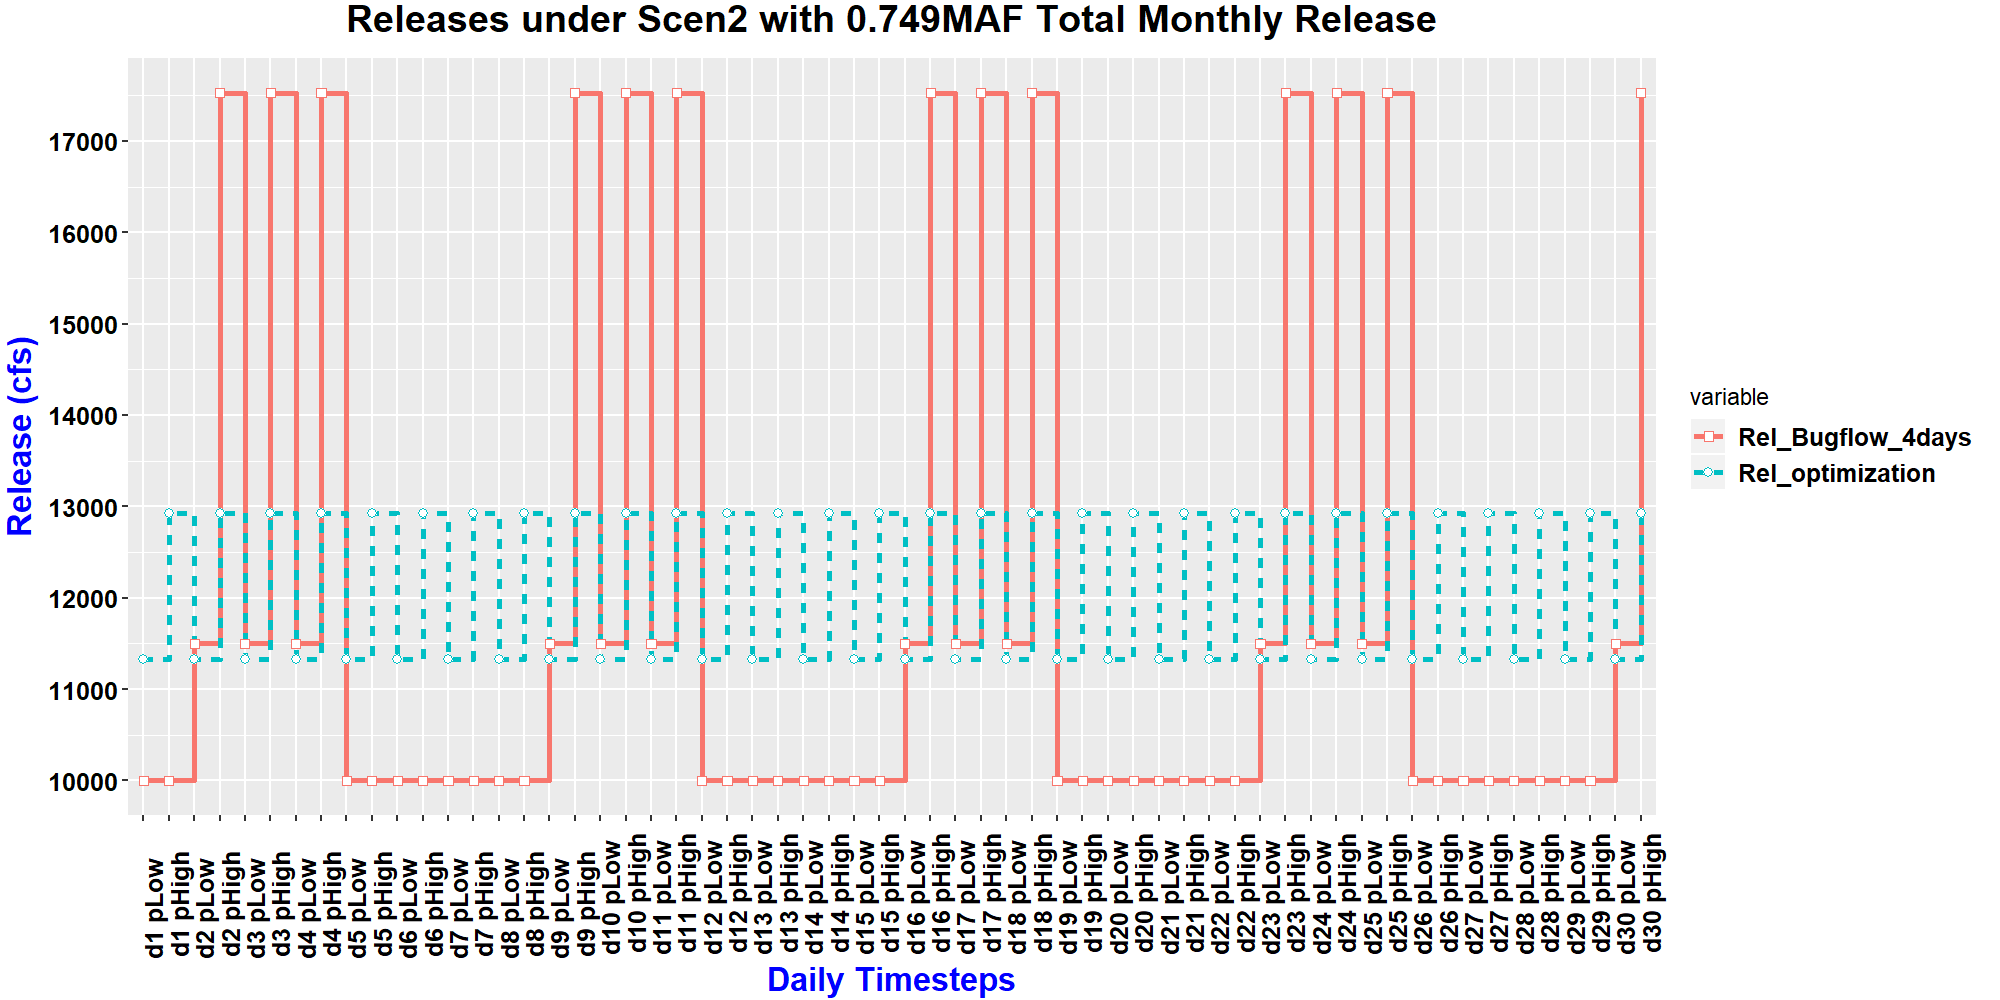 Releases under Scen2 with 0.749MAF Total Monthly Release
Release (cfs)
17000
16000
15000
14000
13000
12000
11000
10000
d1 pLow
d1 pHigh
d2 pLow
d2 pHigh
d3 pLow
d3 pHigh
d4 pLow
d4 pHigh
d5 pLow
d5 pHigh
d6 pLow
d6 pHigh
d7 pLow
d7 pHigh
d8 pLow
d8 pHigh
d9 pLow
d9 pHigh
d10 pLow
d10 pHigh
d11 pLow
d11 pHigh
d12 pLow
d12 pHigh
d13 pLow
d13 pHigh
d14 pLow
d14 pHigh
d15 pLow
d15 pHigh
d16 pLow
d16 pHigh
d17 pLow
d17 pHigh
d18 pLow
d18 pHigh
d19 pLow
d19 pHigh
d20 pLow
d20 pHigh
d21 pLow
d21 pHigh
d22 pLow
d22 pHigh
d23 pLow
d23 pHigh
d24 pLow
d24 pHigh
d25 pLow
d25 pHigh
d26 pLow
d26 pHigh
d27 pLow
d27 pHigh
d28 pLow
d28 pHigh
d29 pLow
d29 pHigh
d30 pLow
d30 pHigh
Daily Timesteps
variable
Rel_Bugflow_4days
Rel_optimization